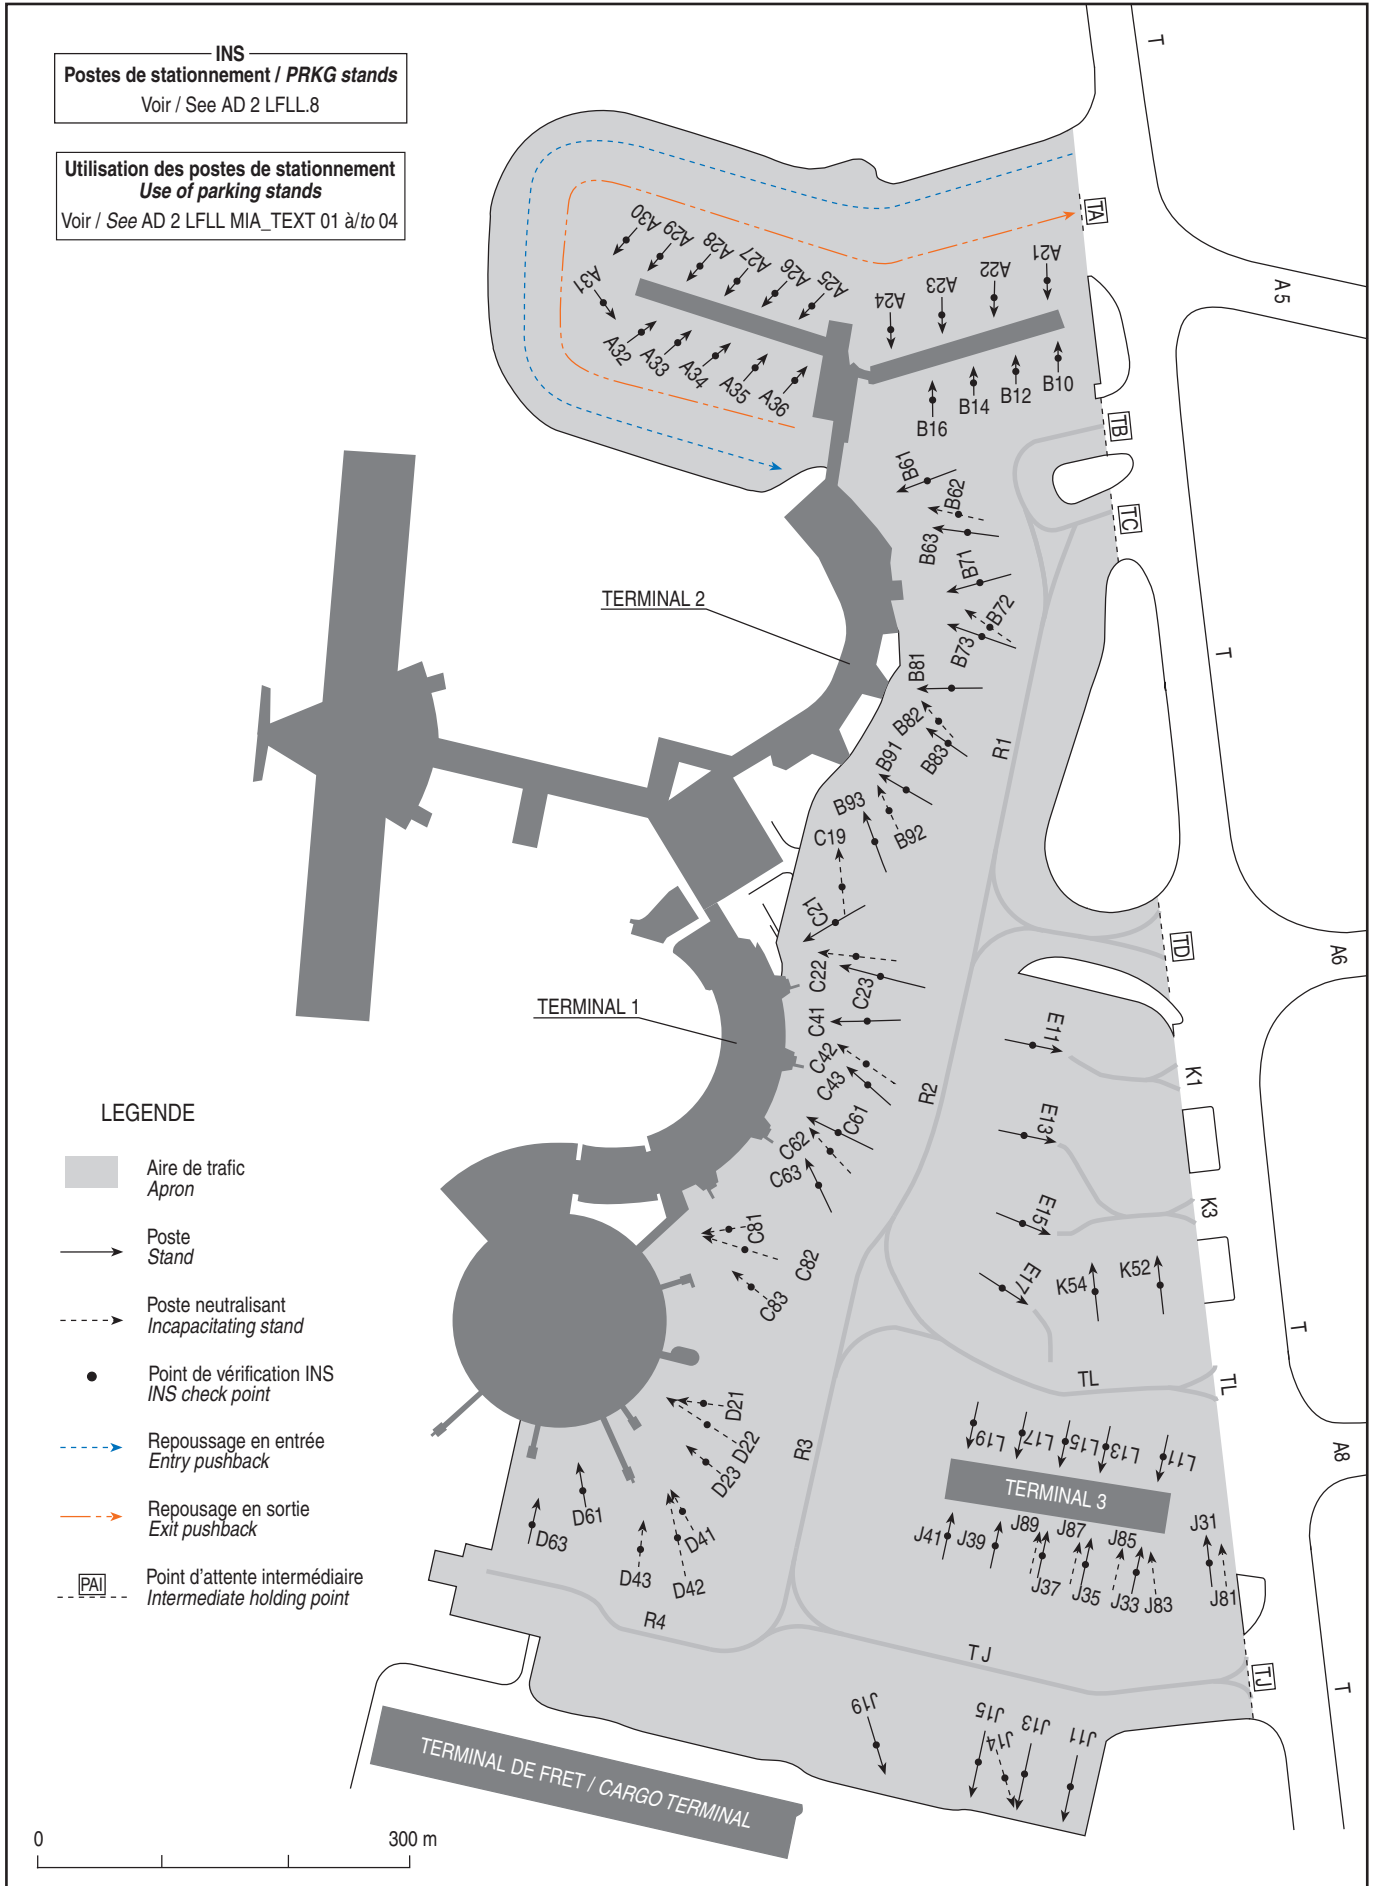 INS
Postes de stationnement / PRKG stands
Voir / See AD 2 LFLL.8
Utilisation des postes de stationnement
Use of parking stands
Voir / See AD 2 LFLL MIA_TEXT 01 à/to 04
T
TA
A5
A30
A29
A28
A27
A26
A25
A24
A23
A22
A21
A31
A32
A33
A34
A35
A36
B16
B14
B12
B10
TB
TC
B61
B62
B63
B71
B72
B73
TERMINAL 2
T
B81
B82
B83
R1
B91
B93
B92
C19
C21
TD
A6
C22
C23
TERMINAL 1
C41
C42
C43
E11
K1
R2
C61
C62
C63
E13
E15
K3
C81
C82
C83
E17
K54
K52
T
LEGENDE
Aire de trafic
Apron
Poste
Stand
Poste neutralisant
Incapacitating stand
Point de vérification INS
INS check point
Repoussage en entrée
Entry pushback
Repousage en sortie
Exit pushback
PAI
Point d'attente intermédiaire
Intermediate holding point
TL
TL
D21
D22
D23
R3
L19
L17
L15
L13
L11
A8
TERMINAL 3
D61
D63
D41
D43
D42
J41
J39
J89
J87
J85
J31
J37
J35
J33
J83
J81
R4
TJ
TJ
T
J19
J15
J14
J13
J11
TERMINAL DE FRET / CARGO TERMINAL
0
300 m